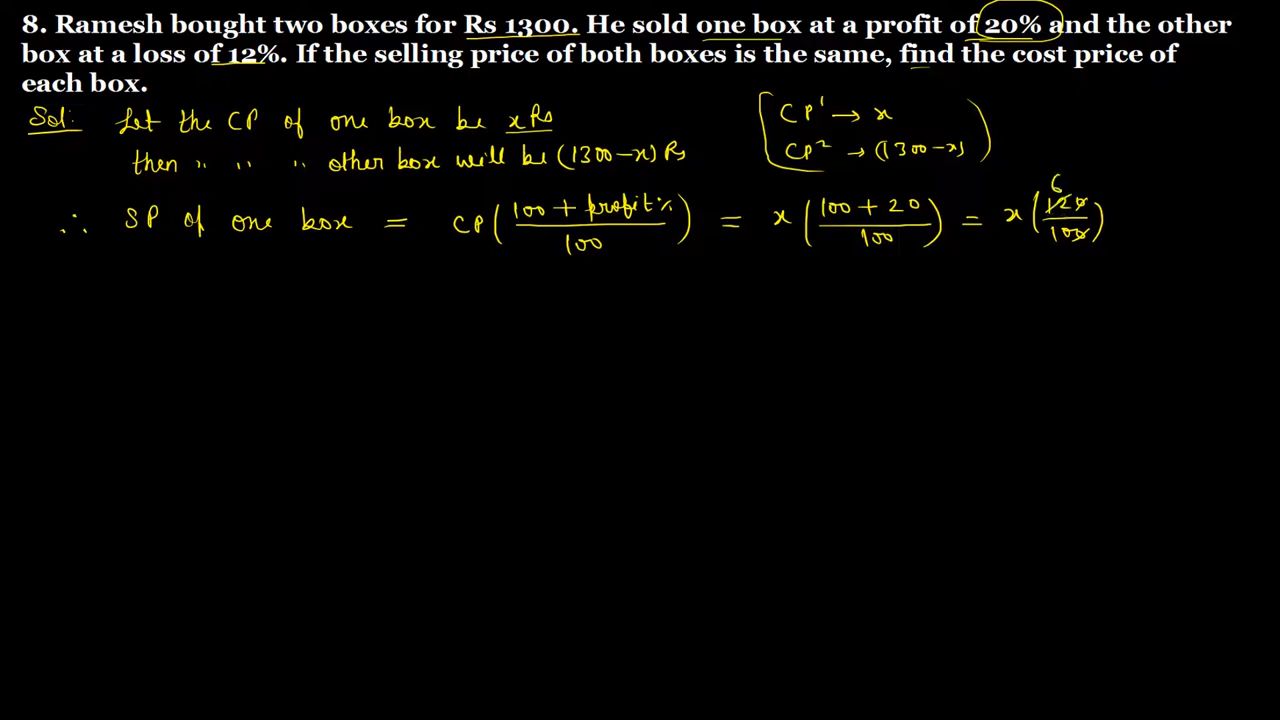 8. Ramesh bought two boxes for Rs 1300. He sold one box at a profit of 20% and the other
box at a loss of 12%. If the selling price of both boxes is the same, find the cost price of
each box.
Sol: Let the CP of one box be x Rs
then " " " other box will be (1300-x) Rs
CP¹ → x
CP² → (1300-x)
∴ SP of one box = CP((100 + profit%)/100) = x((100 + 20)/100) = x(120/100)
6